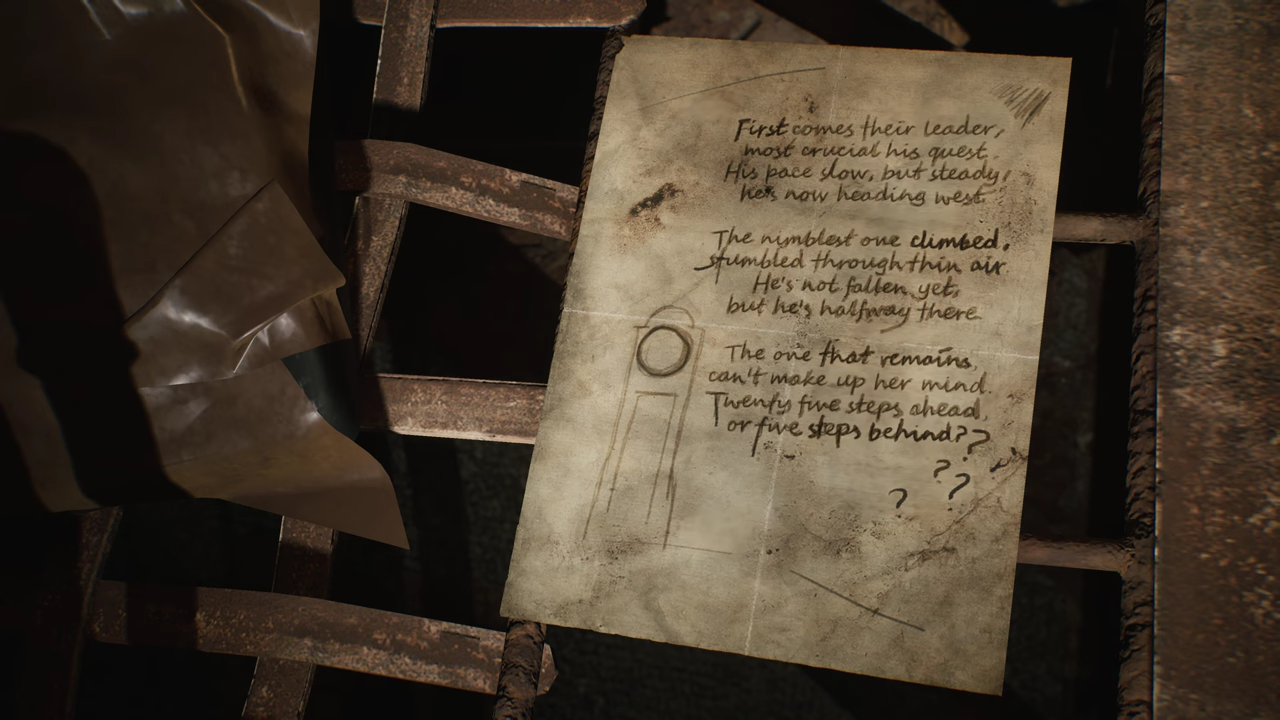 First comes their leader,
most crucial his quest.
His pace slow, but steady,
he's now heading west.
The nimblest one climbed,
stumbled through thin air.
He's not fallen yet,
but he's halfway there.
The one that remains,
can't make up her mind.
Twenty five steps ahead,
or five steps behind??
?
?
?